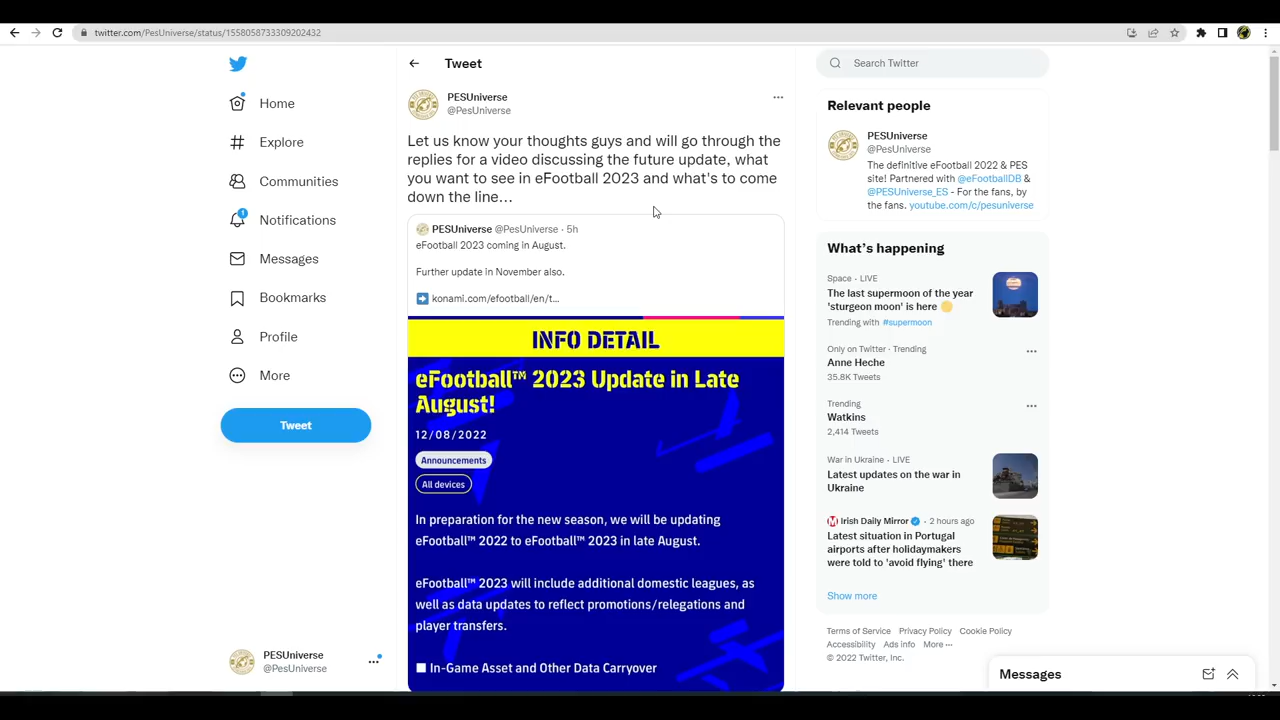 twitter.com/PesUniverse/status/1558058733309202432
Home
Explore
Communities
1
Notifications
Messages
Bookmarks
Profile
More
Tweet
PESUniverse
@PesUniverse
Tweet
PESUniverse
@PesUniverse
Let us know your thoughts guys and will go through the
replies for a video discussing the future update, what
you want to see in eFootball 2023 and what's to come
down the line...
PESUniverse @PesUniverse · 5h
eFootball 2023 coming in August.
Further update in November also.
konami.com/efootball/en/t...
INFO DETAIL
eFootball™ 2023 Update in Late
August!
12/08/2022
Announcements
All devices
In preparation for the new season, we will be updating
eFootball™ 2022 to eFootball™ 2023 in late August.
eFootball™ 2023 will include additional domestic leagues, as
well as data updates to reflect promotions/relegations and
player transfers.
In-Game Asset and Other Data Carryover
Search Twitter
Relevant people
PESUniverse
@PesUniverse
The definitive eFootball 2022 & PES
site! Partnered with @eFootballDB &
@PESUniverse_ES - For the fans, by
the fans. youtube.com/c/pesuniverse
What's happening
Space · LIVE
The last supermoon of the year
'sturgeon moon' is here
Trending with #supermoon
Only on Twitter · Trending
Anne Heche
35.8K Tweets
Trending
Watkins
2,414 Tweets
War in Ukraine · LIVE
Latest updates on the war in
Ukraine
Irish Daily Mirror · 2 hours ago
Latest situation in Portugal
airports after holidaymakers
were told to 'avoid flying' there
Show more
Terms of Service Privacy Policy Cookie Policy
Accessibility Ads info More ...
© 2022 Twitter, Inc.
Messages